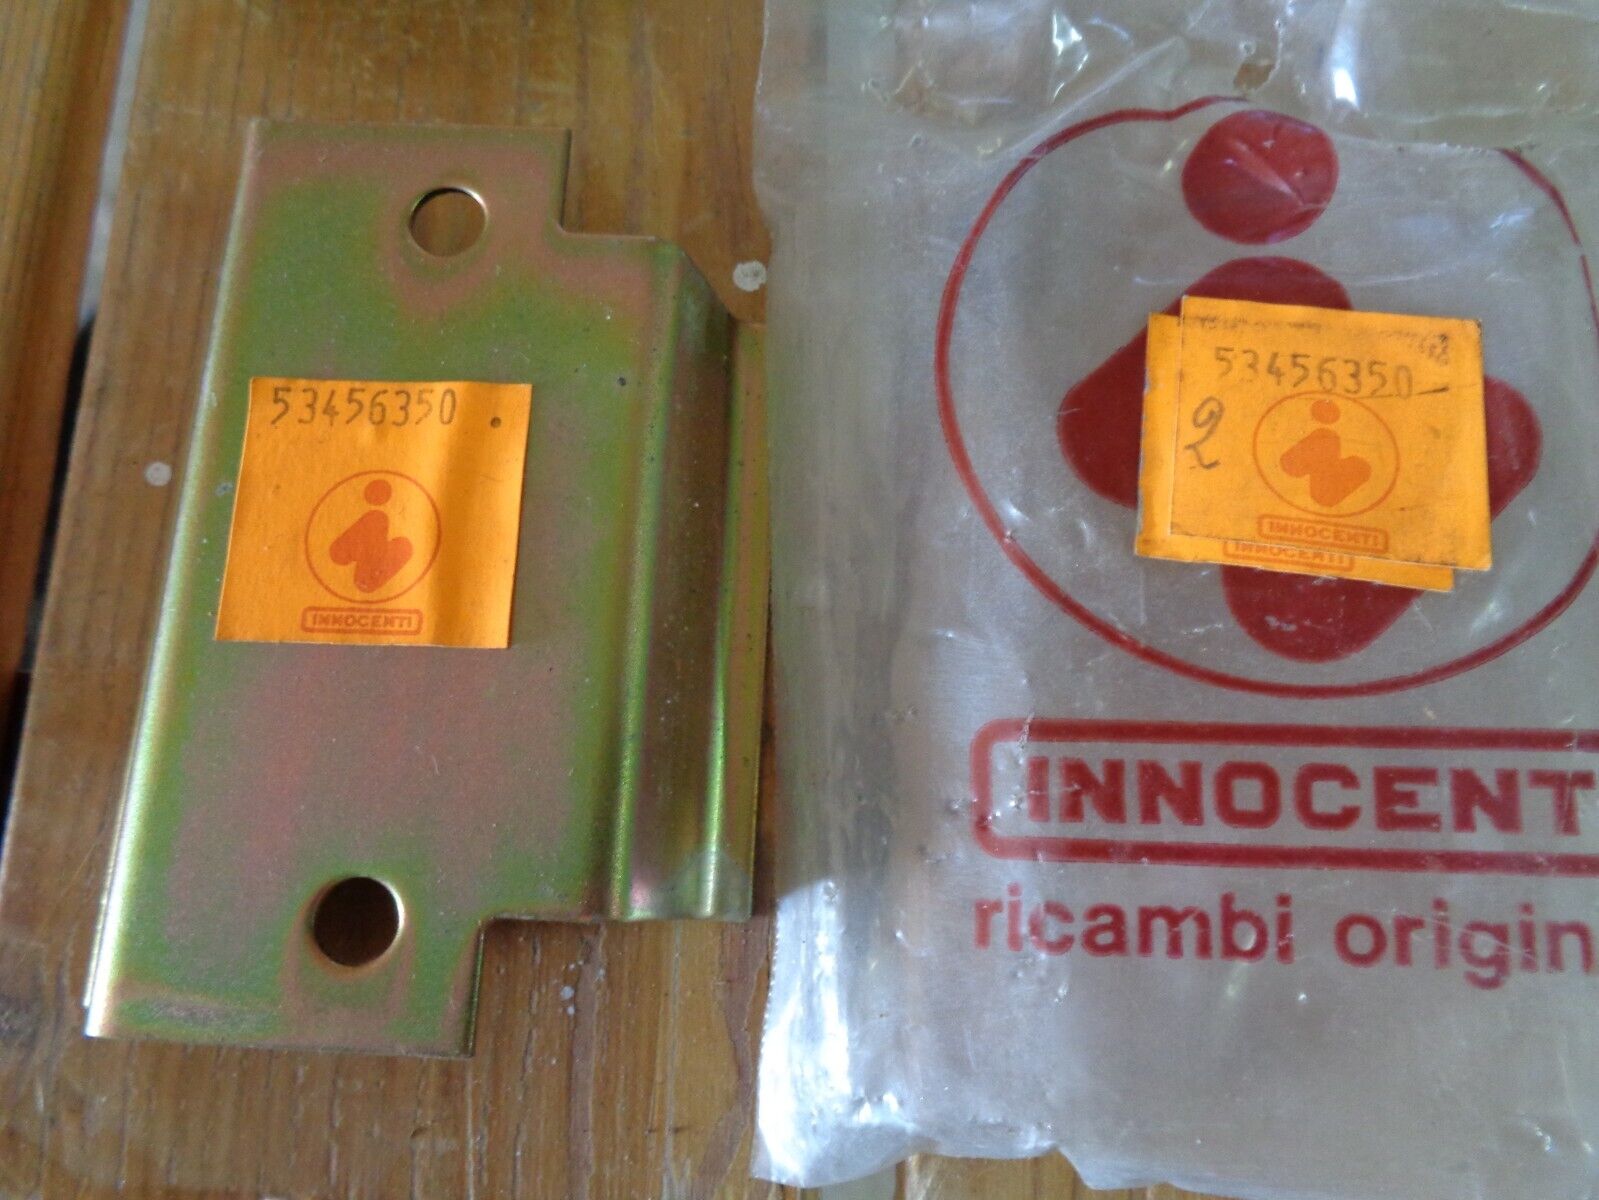 53456350
INNOCENTI
53456350
2
INNOCENTI
INNOCENTI
INNOCENT
ricambi origin